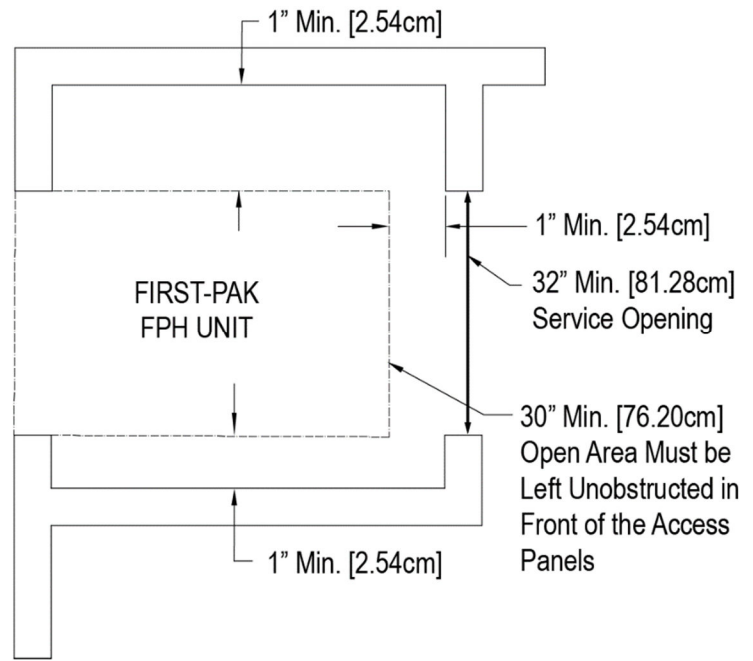 1” Min. [2.54cm]
1” Min. [2.54cm]
32” Min. [81.28cm]
Service Opening
FIRST-PAK
FPH UNIT
30” Min. [76.20cm]
Open Area Must be
Left Unobstructed in
Front of the Access
Panels
1” Min. [2.54cm]